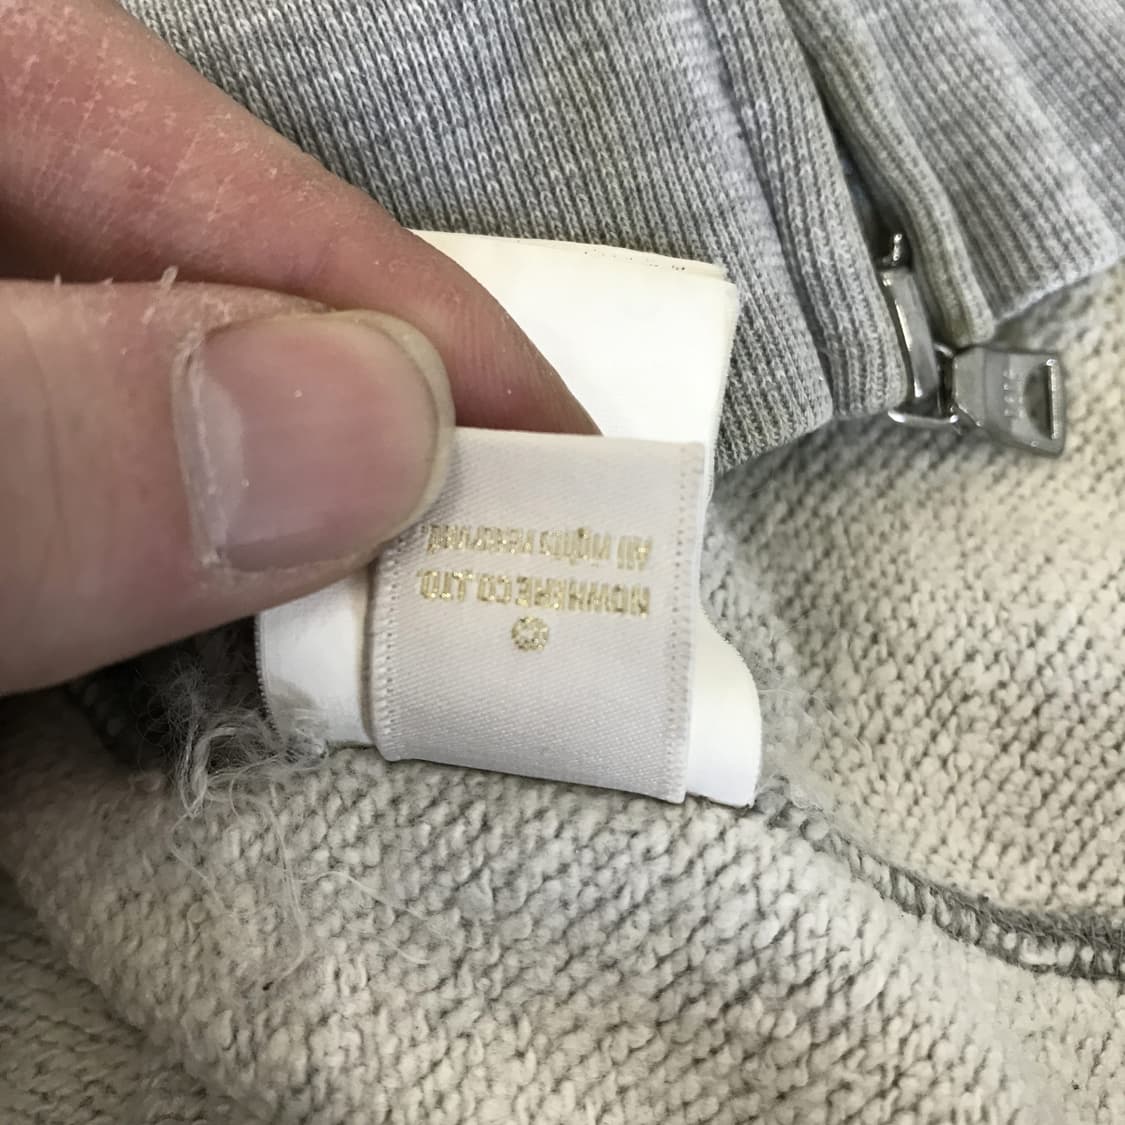 ©
NOWHERE CO.,LTD.
All rights reserved.